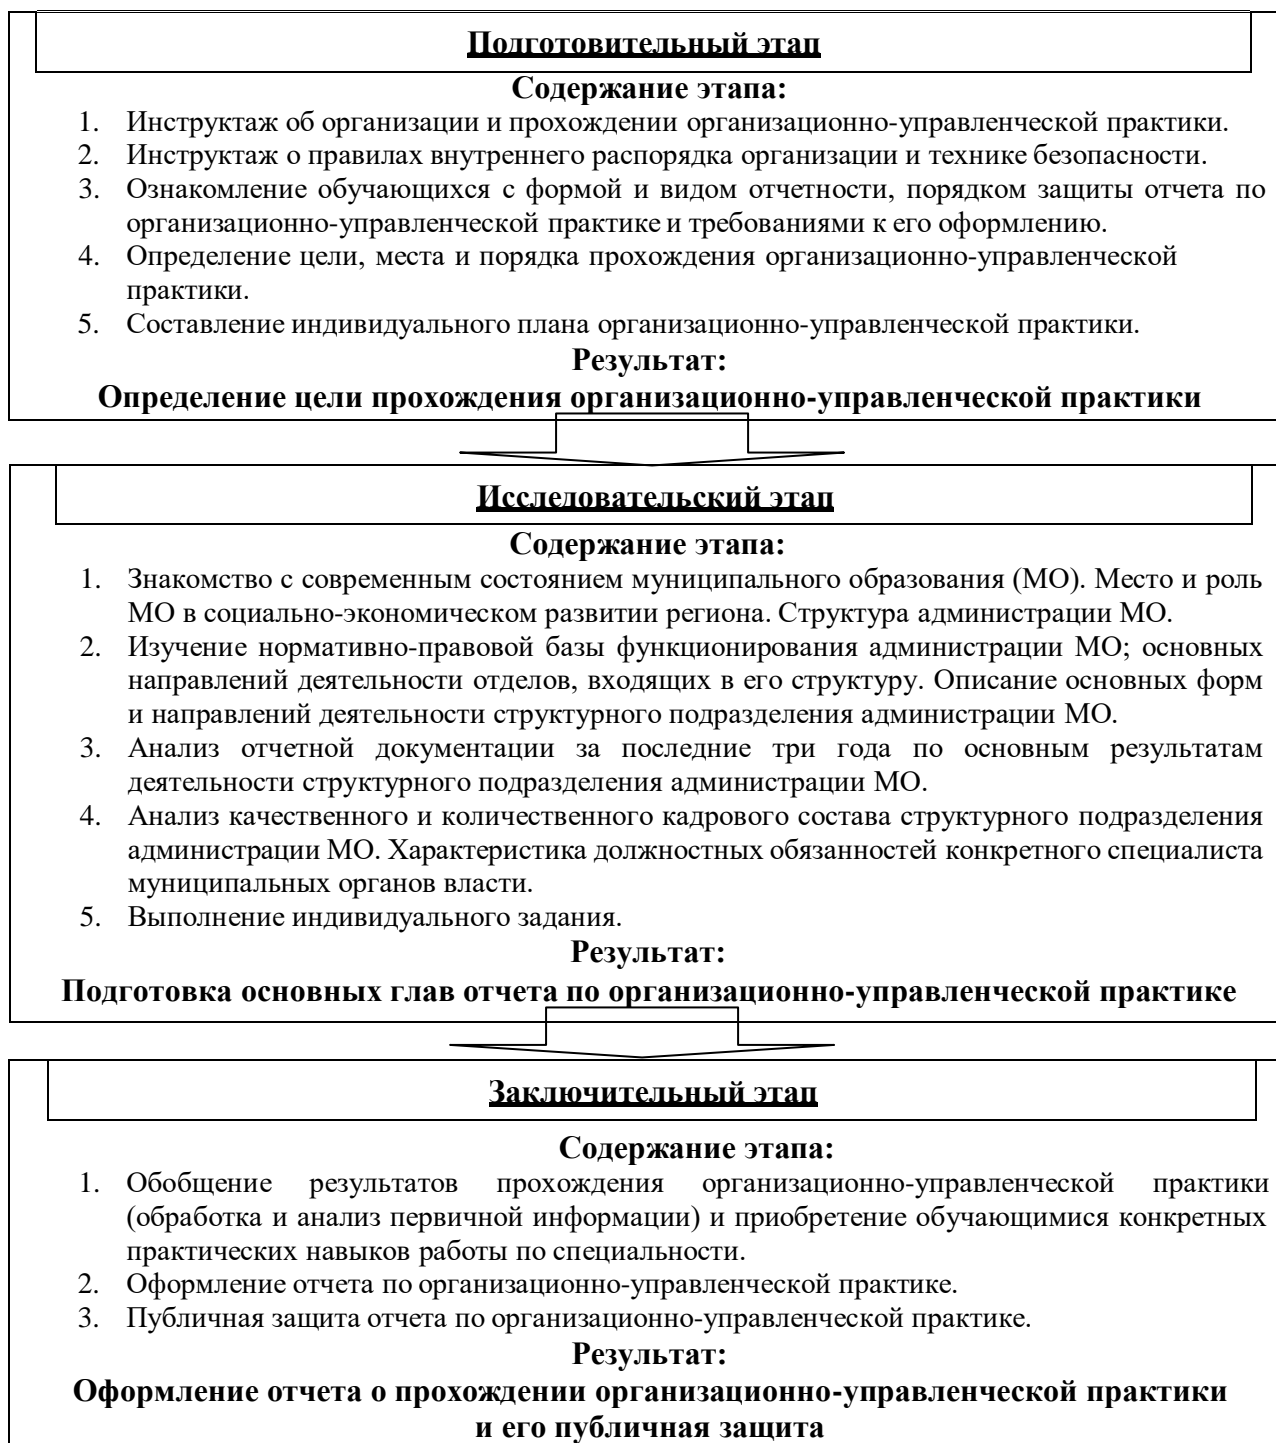 Подготовительный этап
Содержание этапа:
1. Инструктаж об организации и прохождении организационно-управленческой практики.
2. Инструктаж о правилах внутреннего распорядка организации и технике безопасности.
3. Ознакомление обучающихся с формой и видом отчетности, порядком защиты отчета по
организационно-управленческой практике и требованиями к его оформлению.
4. Определение цели, места и порядка прохождения организационно-управленческой
практики.
5. Составление индивидуального плана организационно-управленческой практики.
Результат:
Определение цели прохождения организационно-управленческой практики
Исследовательский этап
Содержание этапа:
1. Знакомство с современным состоянием муниципального образования (МО). Место и роль
МО в социально-экономическом развитии региона. Структура администрации МО.
2. Изучение нормативно-правовой базы функционирования администрации МО; основных
направлений деятельности отделов, входящих в его структуру. Описание основных форм
и направлений деятельности структурного подразделения администрации МО.
3. Анализ отчетной документации за последние три года по основным результатам
деятельности структурного подразделения администрации МО.
4. Анализ качественного и количественного кадрового состава структурного подразделения
администрации МО. Характеристика должностных обязанностей конкретного специалиста
муниципальных органов власти.
5. Выполнение индивидуального задания.
Результат:
Подготовка основных глав отчета по организационно-управленческой практике
Заключительный этап
Содержание этапа:
1. Обобщение результатов прохождения организационно-управленческой практики
(обработка и анализ первичной информации) и приобретение обучающимися конкретных
практических навыков работы по специальности.
2. Оформление отчета по организационно-управленческой практике.
3. Публичная защита отчета по организационно-управленческой практике.
Результат:
Оформление отчета о прохождении организационно-управленческой практики
и его публичная защита